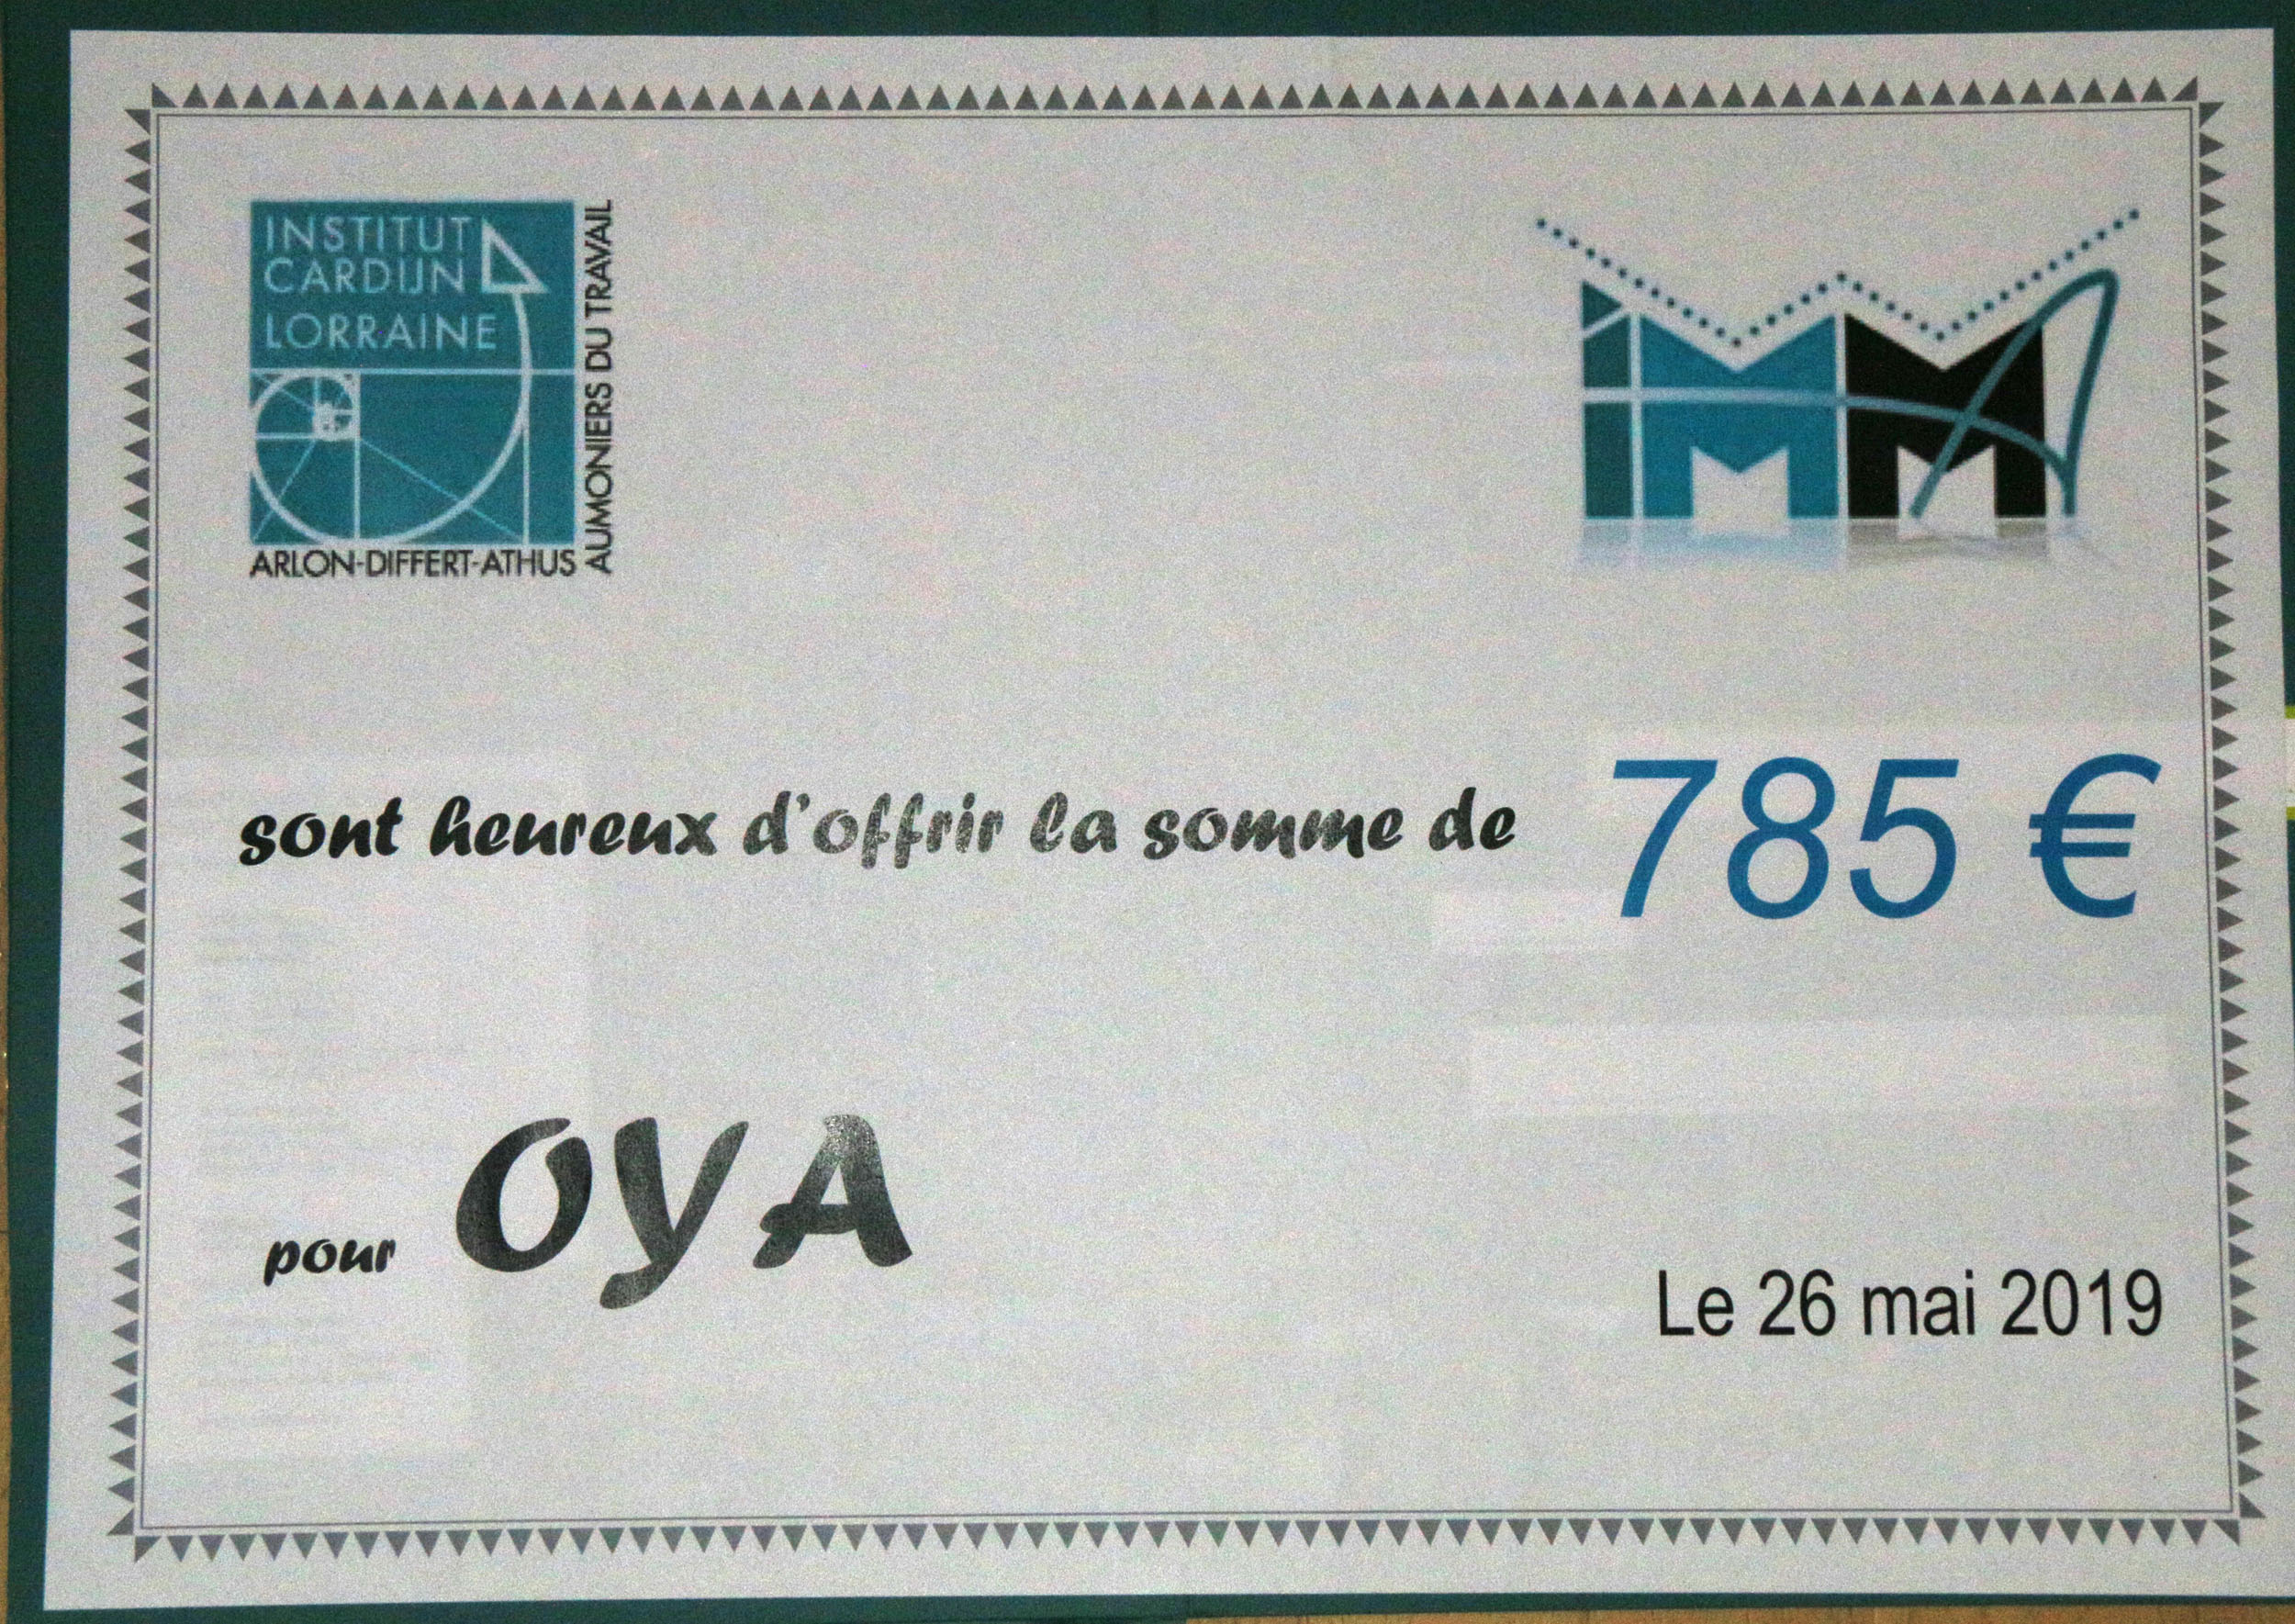 INSTITUT
CARDIJN
LORRAINE
AUMONIERS DU TRAVAIL
ARLON-DIFFERT-ATHUS
MM
sont heureux d'offrir la somme de 785 €
pour OYA
Le 26 mai 2019